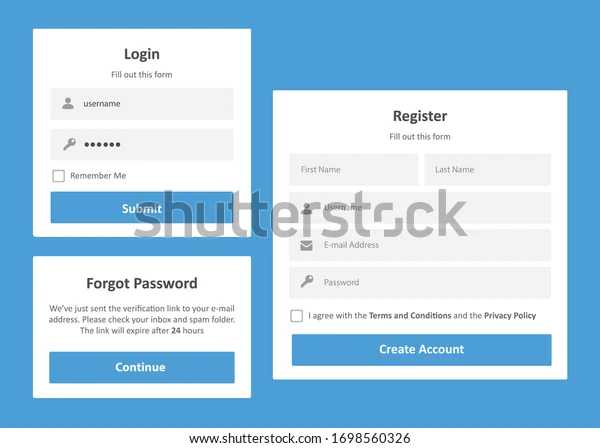 Login
Fill out this form
username
●●●●●●
Remember Me
Submit
Forgot Password
We've just sent the verification link to your e-mail
address. Please check your inbox and spam folder.
The link will expire after 24 hours
Continue
Register
Fill out this form
First Name Last Name
Username
E-mail Address
Password
I agree with the Terms and Conditions and the Privacy Policy
Create Account
shutterstock
shutterstock.com · 1698560326